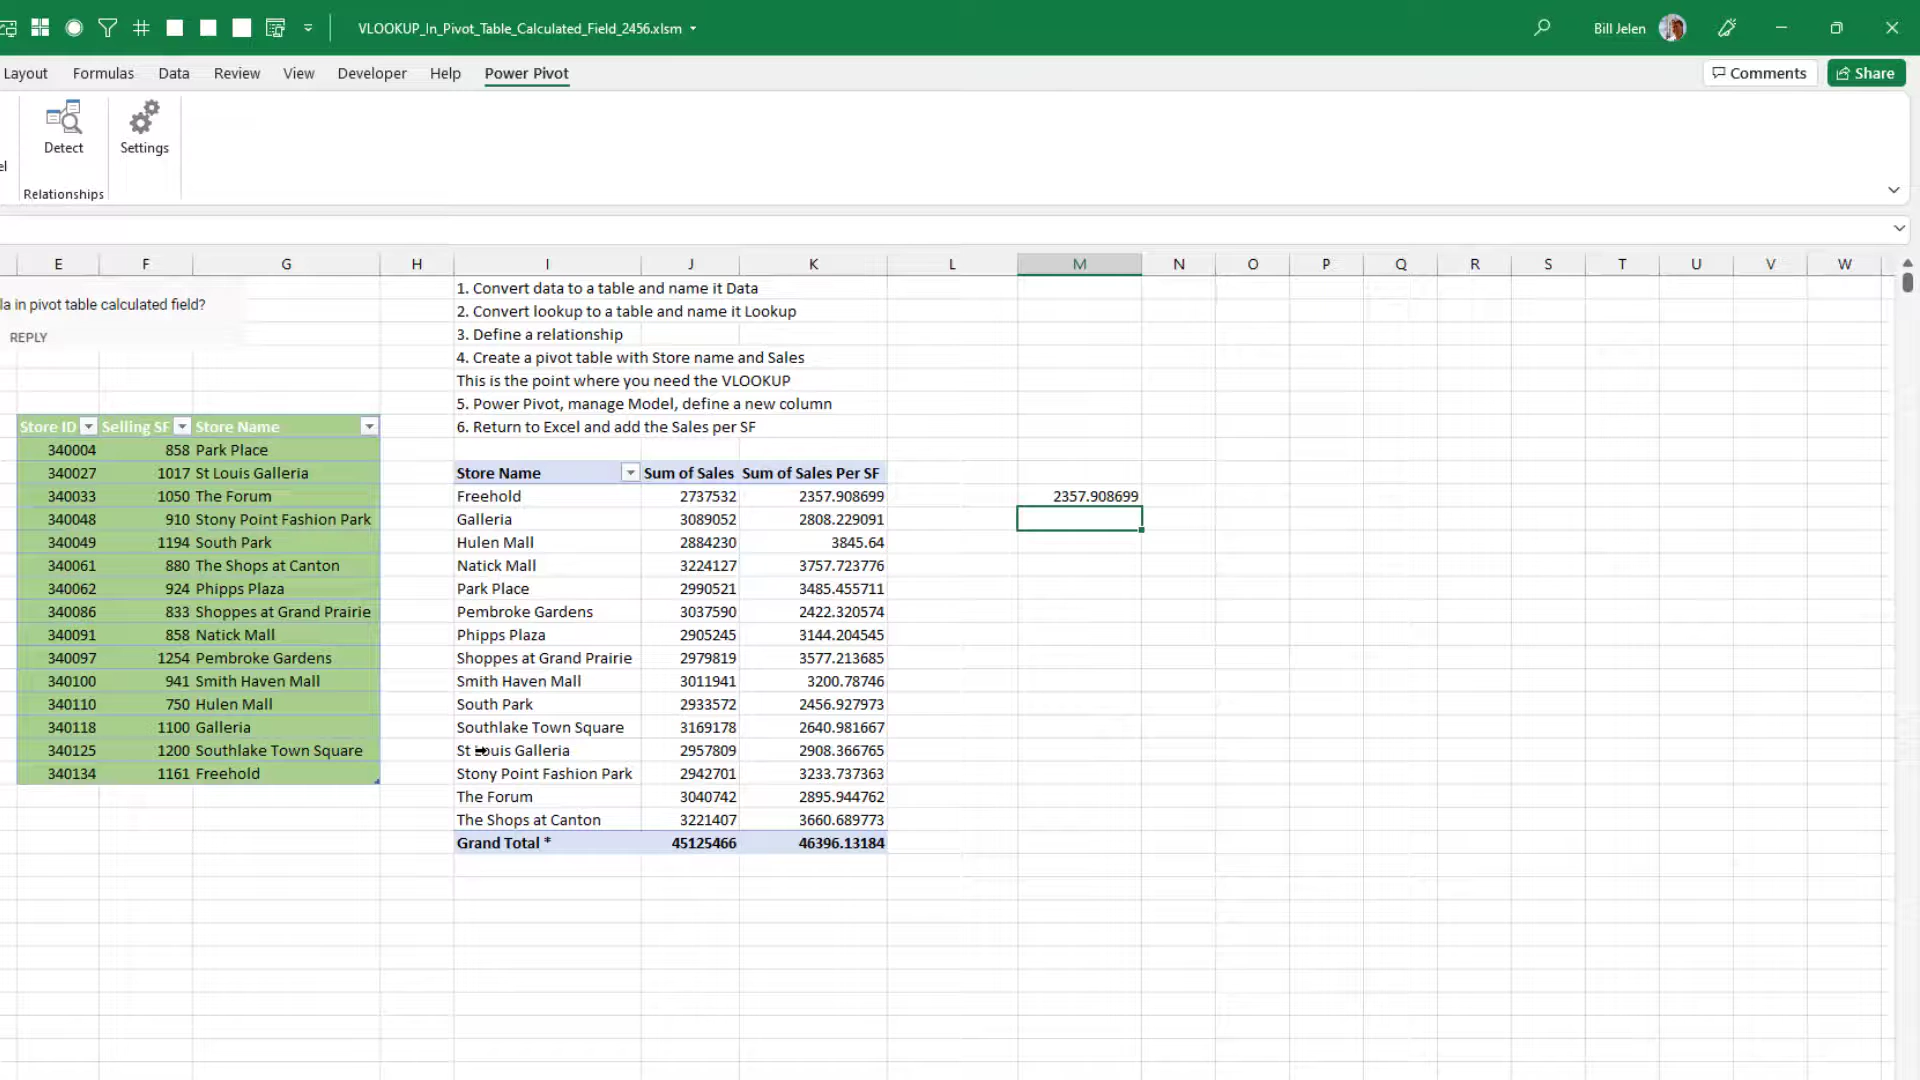 VLOOKUP_In_Pivot_Table_Calculated_Field_2456.xlsm
Bill Jelen
Layout Formulas Data Review View Developer Help Power Pivot
Comments Share
Detect Settings
el
Relationships
E F G H I J K L M N O P Q R S T U V W
la in pivot table calculated field?
REPLY
1. Convert data to a table and name it Data
2. Convert lookup to a table and name it Lookup
3. Define a relationship
4. Create a pivot table with Store name and Sales
This is the point where you need the VLOOKUP
5. Power Pivot, manage Model, define a new column
6. Return to Excel and add the Sales per SF
Store ID Selling SF Store Name
340004 858 Park Place
340027 1017 St Louis Galleria
340033 1050 The Forum
340048 910 Stony Point Fashion Park
340049 1194 South Park
340061 880 The Shops at Canton
340062 924 Phipps Plaza
340086 833 Shoppes at Grand Prairie
340091 858 Natick Mall
340097 1254 Pembroke Gardens
340100 941 Smith Haven Mall
340110 750 Hulen Mall
340118 1100 Galleria
340125 1200 Southlake Town Square
340134 1161 Freehold
Store Name Sum of Sales Sum of Sales Per SF
Freehold 2737532 2357.908699
Galleria 3089052 2808.229091
Hulen Mall 2884230 3845.64
Natick Mall 3224127 3757.723776
Park Place 2990521 3485.455711
Pembroke Gardens 3037590 2422.320574
Phipps Plaza 2905245 3144.204545
Shoppes at Grand Prairie 2979819 3577.213685
Smith Haven Mall 3011941 3200.78746
South Park 2933572 2456.927973
Southlake Town Square 3169178 2640.981667
St Louis Galleria 2957809 2908.366765
Stony Point Fashion Park 2942701 3233.737363
The Forum 3040742 2895.944762
The Shops at Canton 3221407 3660.689773
Grand Total * 45125466 46396.13184
2357.908699